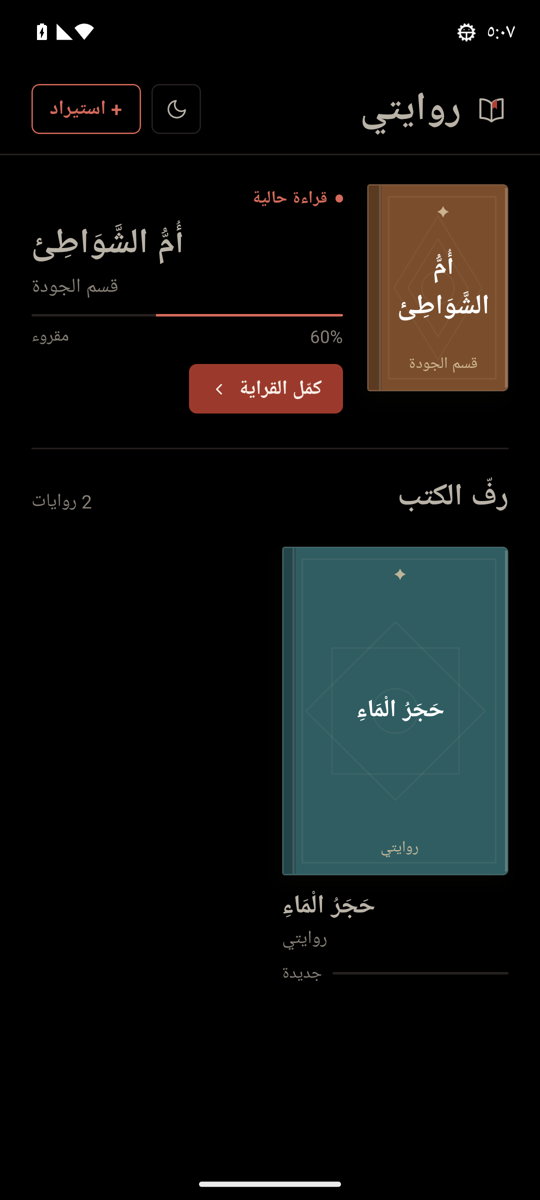 ٥:٠٧
روايتي
+ استيراد
قراءة حالية
أُمُّ الشَّوَاطِئ
قسم الجودة
60%
مقروء
كمّل القراية
أُمُّ
الشَّوَاطِئ
قسم الجودة
رفّ الكتب
2 روايات
حَجَرُ الْمَاءِ
روايتي
حَجَرُ الْمَاءِ
روايتي
جديدة